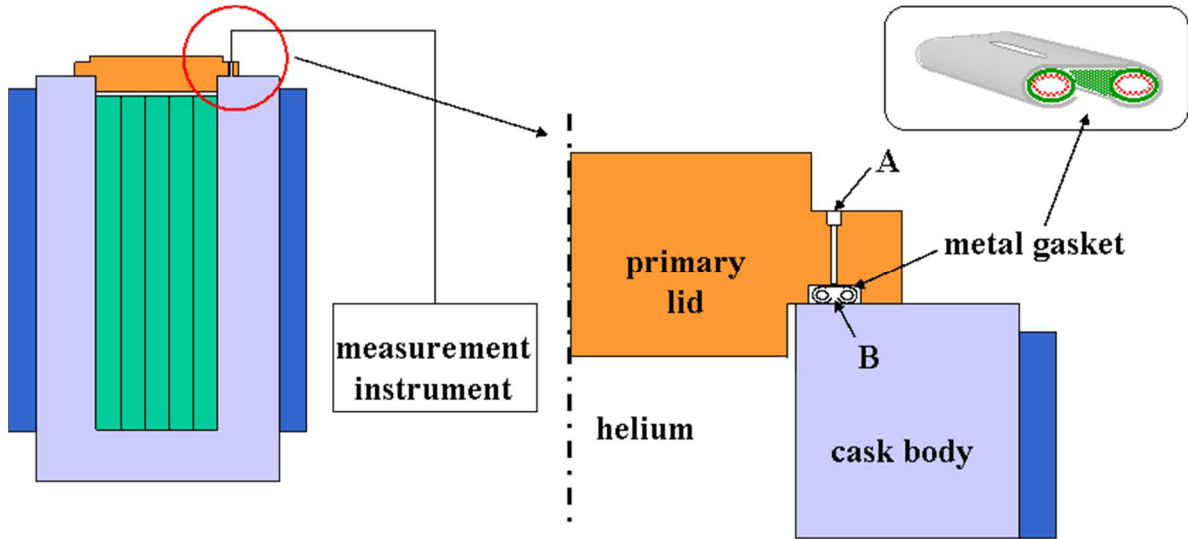 measurement
instrument
A
primary
lid
metal gasket
B
helium
cask body